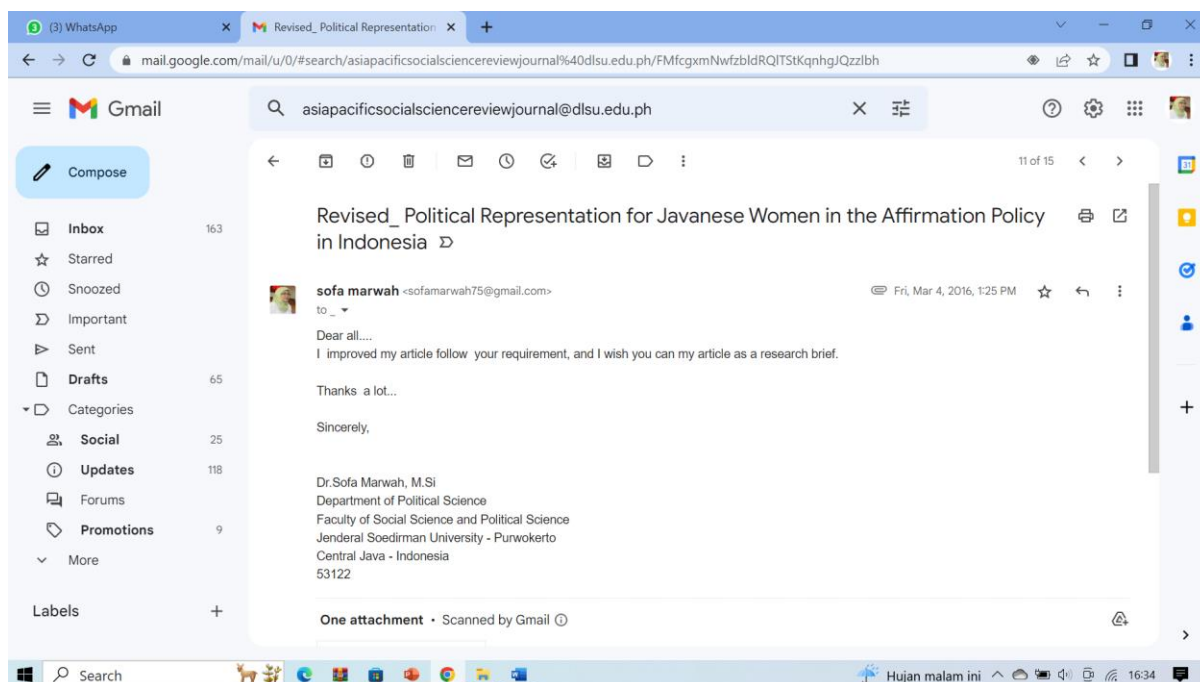 (3) WhatsApp
Revised_ Political Representation
mail.google.com/mail/u/0/#search/asiapacificsocialsciencereviewjournal%40dlsu.edu.ph/FMfcgxmNwfzbldRQlTStKqnhgJQzzlbh
Gmail
asiapacificsocialsciencereviewjournal@dlsu.edu.ph
Compose
11 of 15
31
Inbox 163
Starred
Snoozed
Important
Sent
Drafts 65
Categories
Social 25
Updates 118
Forums
Promotions 9
More
Labels
Revised_ Political Representation for Javanese Women in the Affirmation Policy
in Indonesia
sofa marwah <sofamarwah75@gmail.com> Fri, Mar 4, 2016, 1:25 PM
to _
Dear all....
I improved my article follow your requirement, and I wish you can my article as a research brief.
Thanks a lot...
Sincerely,
Dr.Sofa Marwah, M.Si
Department of Political Science
Faculty of Social Science and Political Science
Jenderal Soedirman University - Purwokerto
Central Java - Indonesia
53122
One attachment • Scanned by Gmail
Search
Hujan malam ini
16:34